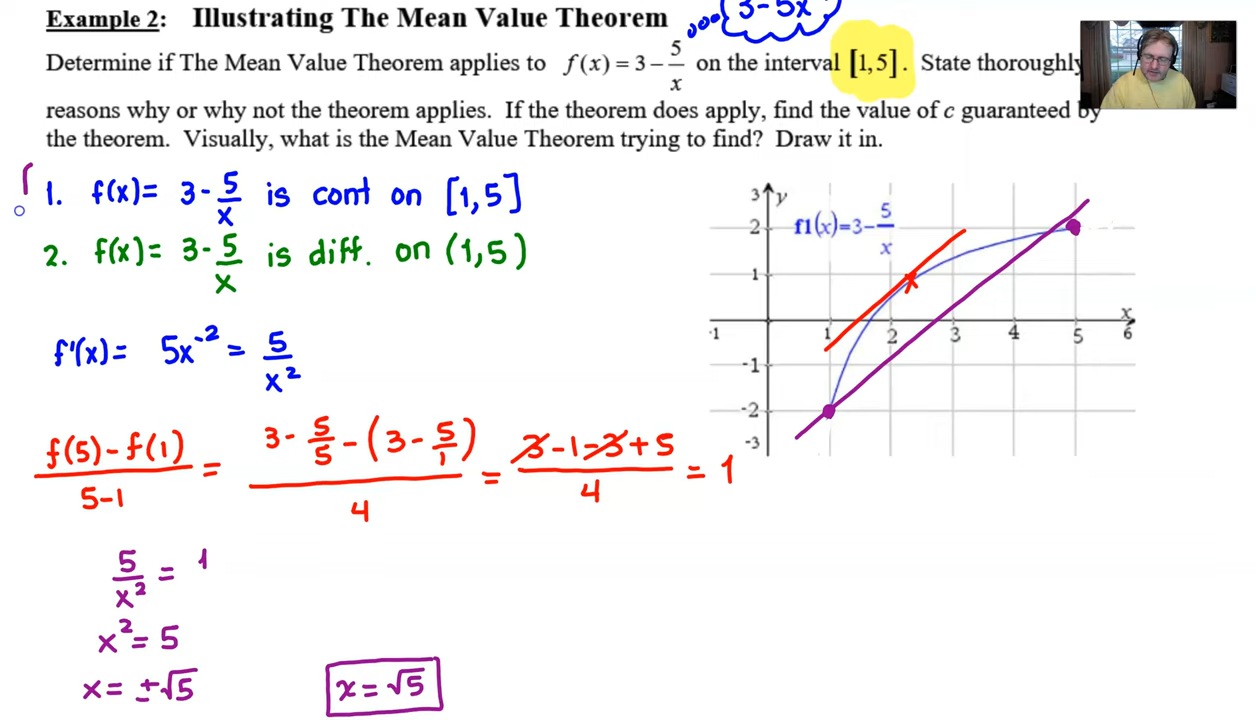 Example 2: Illustrating The Mean Value Theorem
3 - 5x
Determine if The Mean Value Theorem applies to f(x) = 3 − 5/x on the interval [1,5]. State thoroughly
reasons why or why not the theorem applies. If the theorem does apply, find the value of c guaranteed by
the theorem. Visually, what is the Mean Value Theorem trying to find? Draw it in.
1. f(x) = 3 - 5/x is cont on [1,5]
2. f(x) = 3 - 5/x is diff. on (1,5)
f'(x) = 5x⁻² = 5/x²
f(5) - f(1) / 5-1 = 3 - 5/5 - (3 - 5/1) / 4 = 3 - 1 - 3 + 5 / 4 = 1
5/x² = 1
x² = 5
x = ±√5
x = √5
3 y
f1(x)=3−5/x
2
1
-1 1 2 3 4 5 6 x
-1
-2
-3